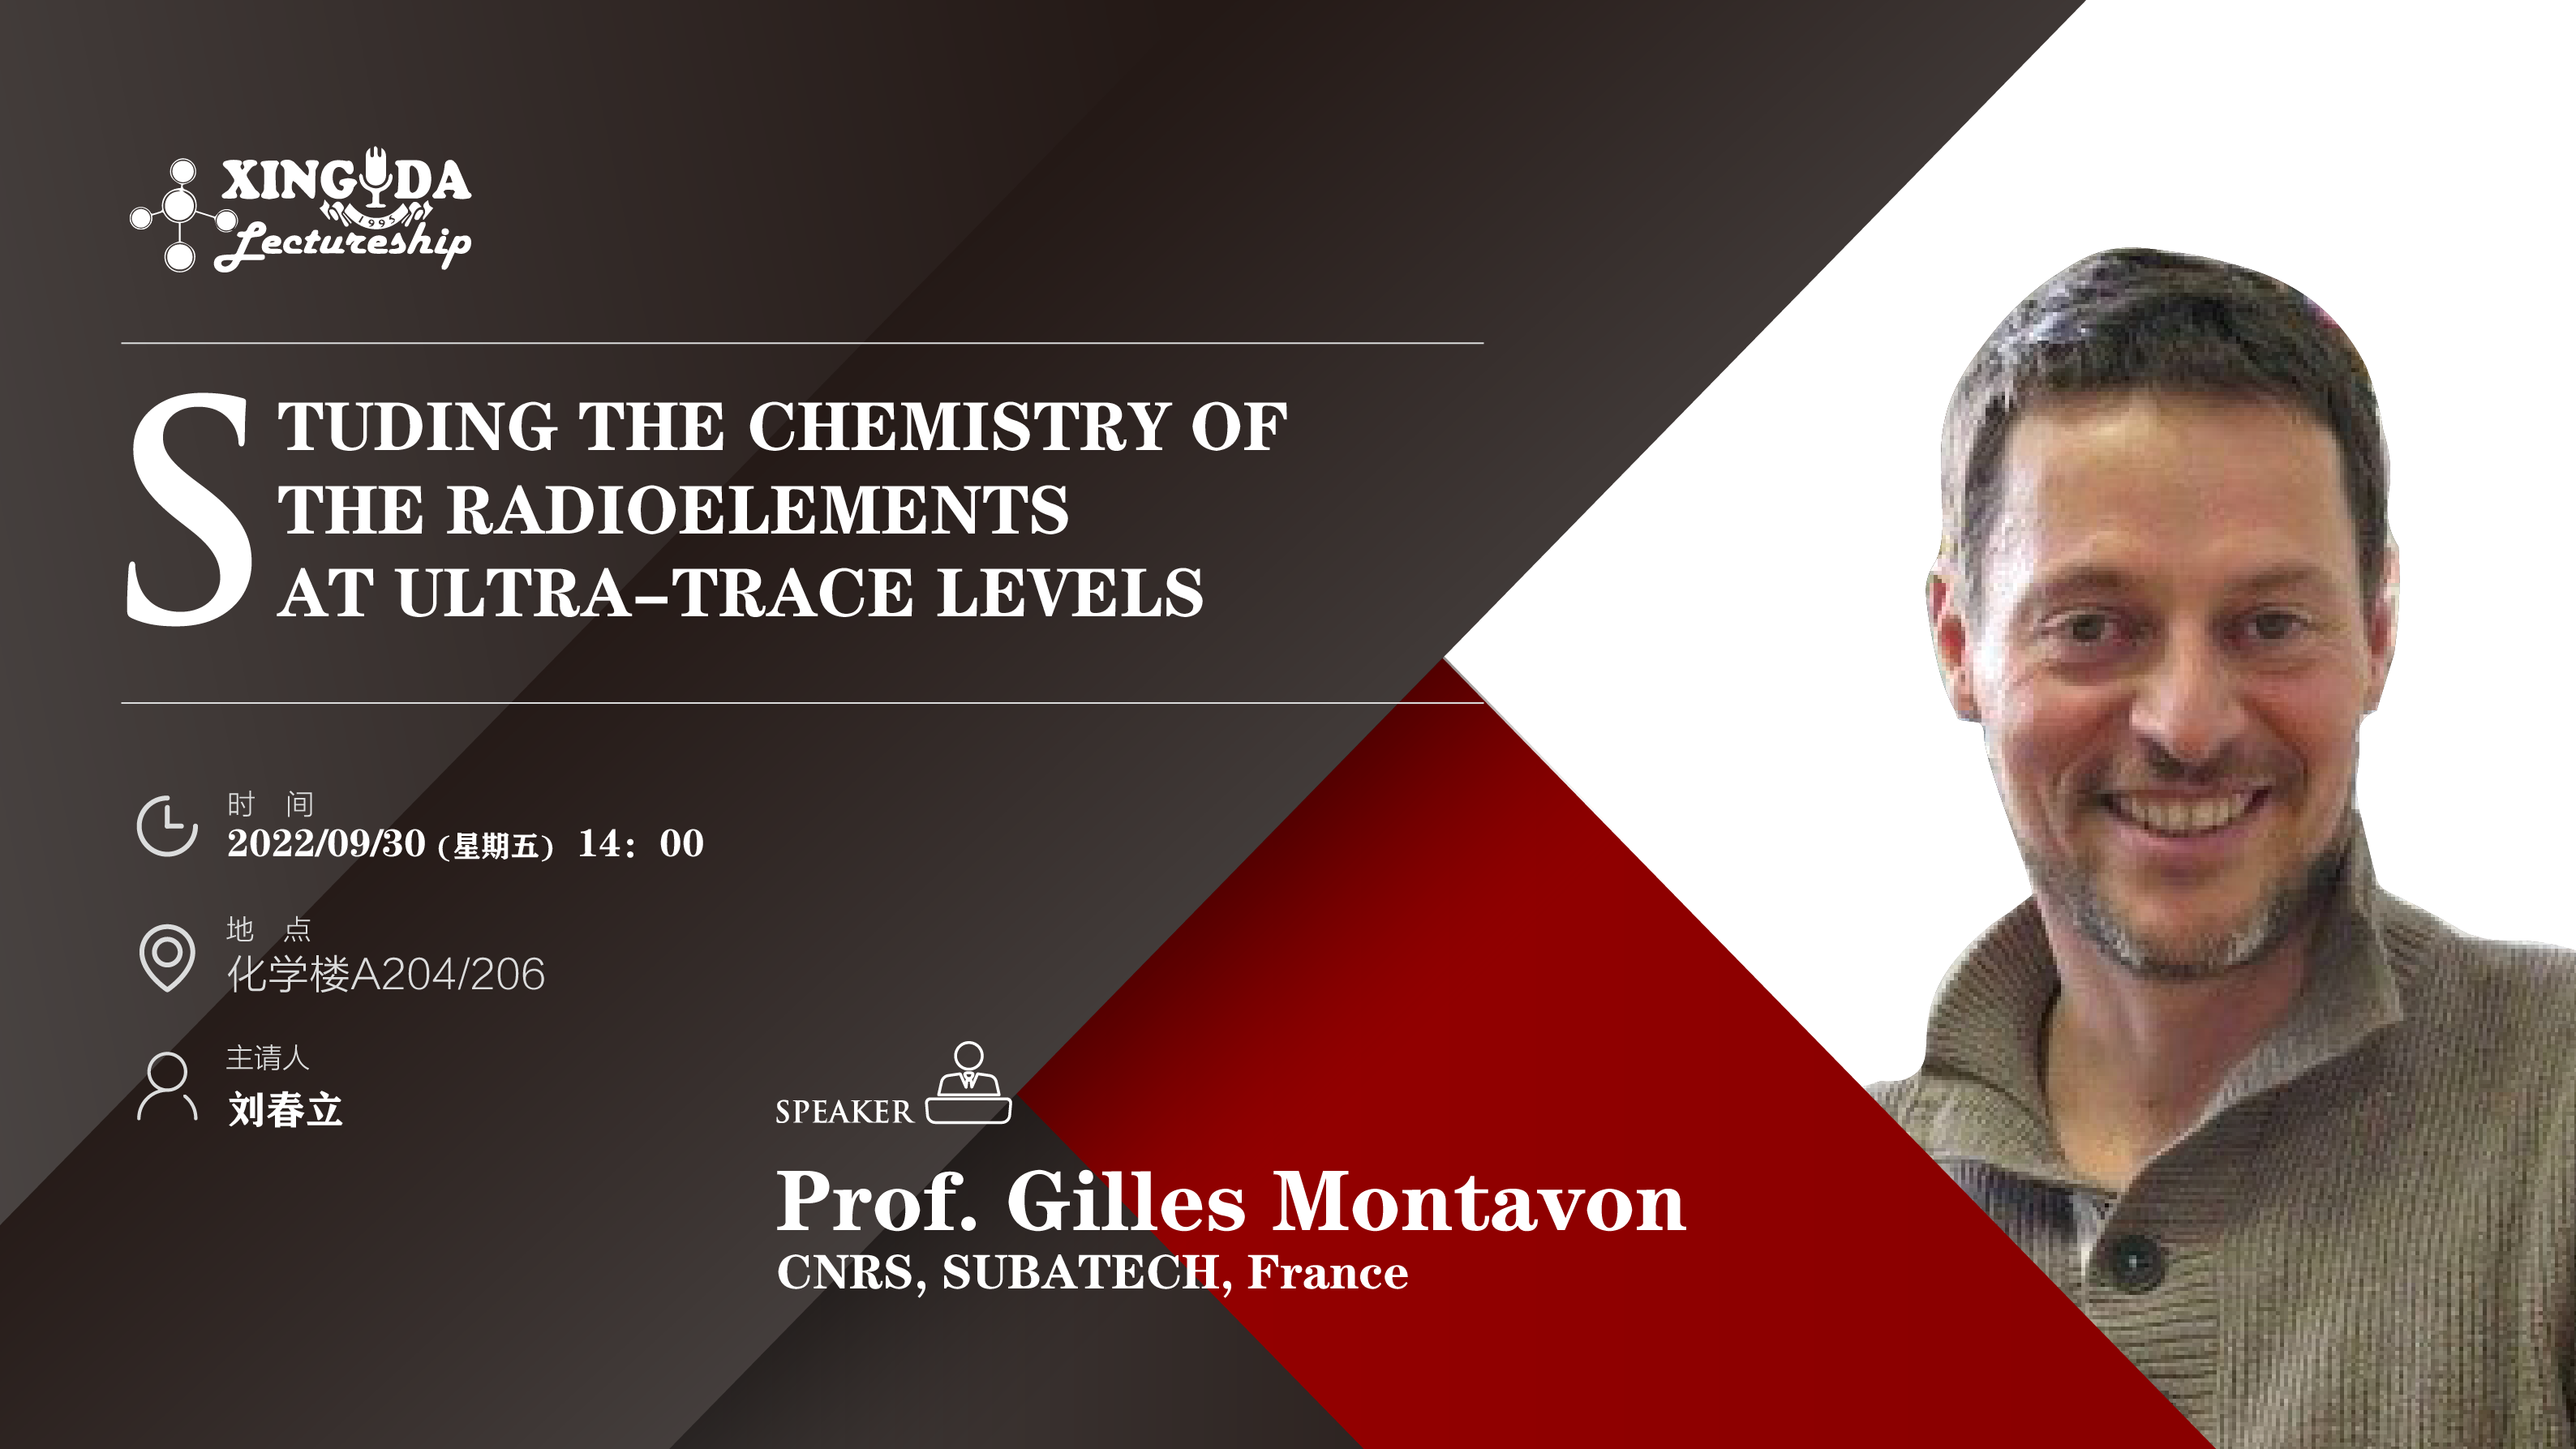 XING DA
1995
Lectureship
STUDING THE CHEMISTRY OF
THE RADIOELEMENTS
AT ULTRA-TRACE LEVELS
时 间
2022/09/30（星期五） 14：00
地 点
化学楼A204/206
主请人
刘春立
SPEAKER
Prof. Gilles Montavon
CNRS, SUBATECH, France